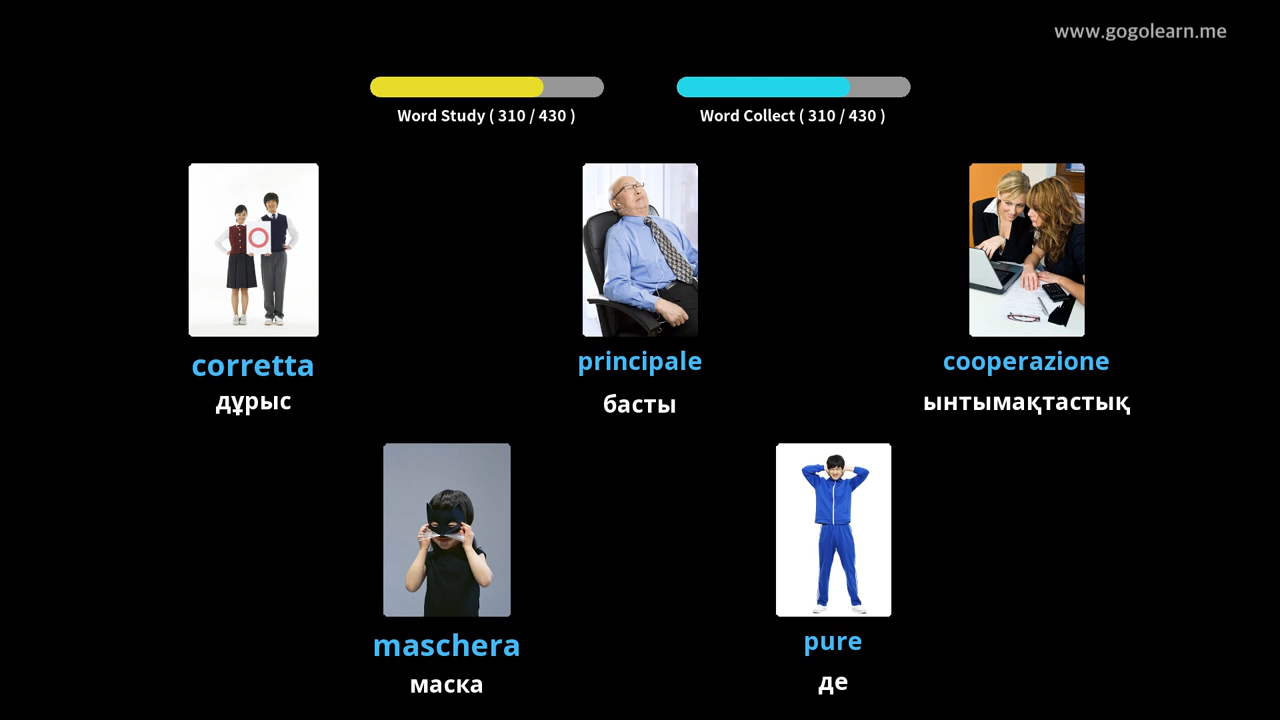 www.gogolearn.me
Word Study ( 310 / 430 )
Word Collect ( 310 / 430 )
corretta
дұрыс
principale
басты
cooperazione
ынтымақтастық
maschera
маска
pure
де